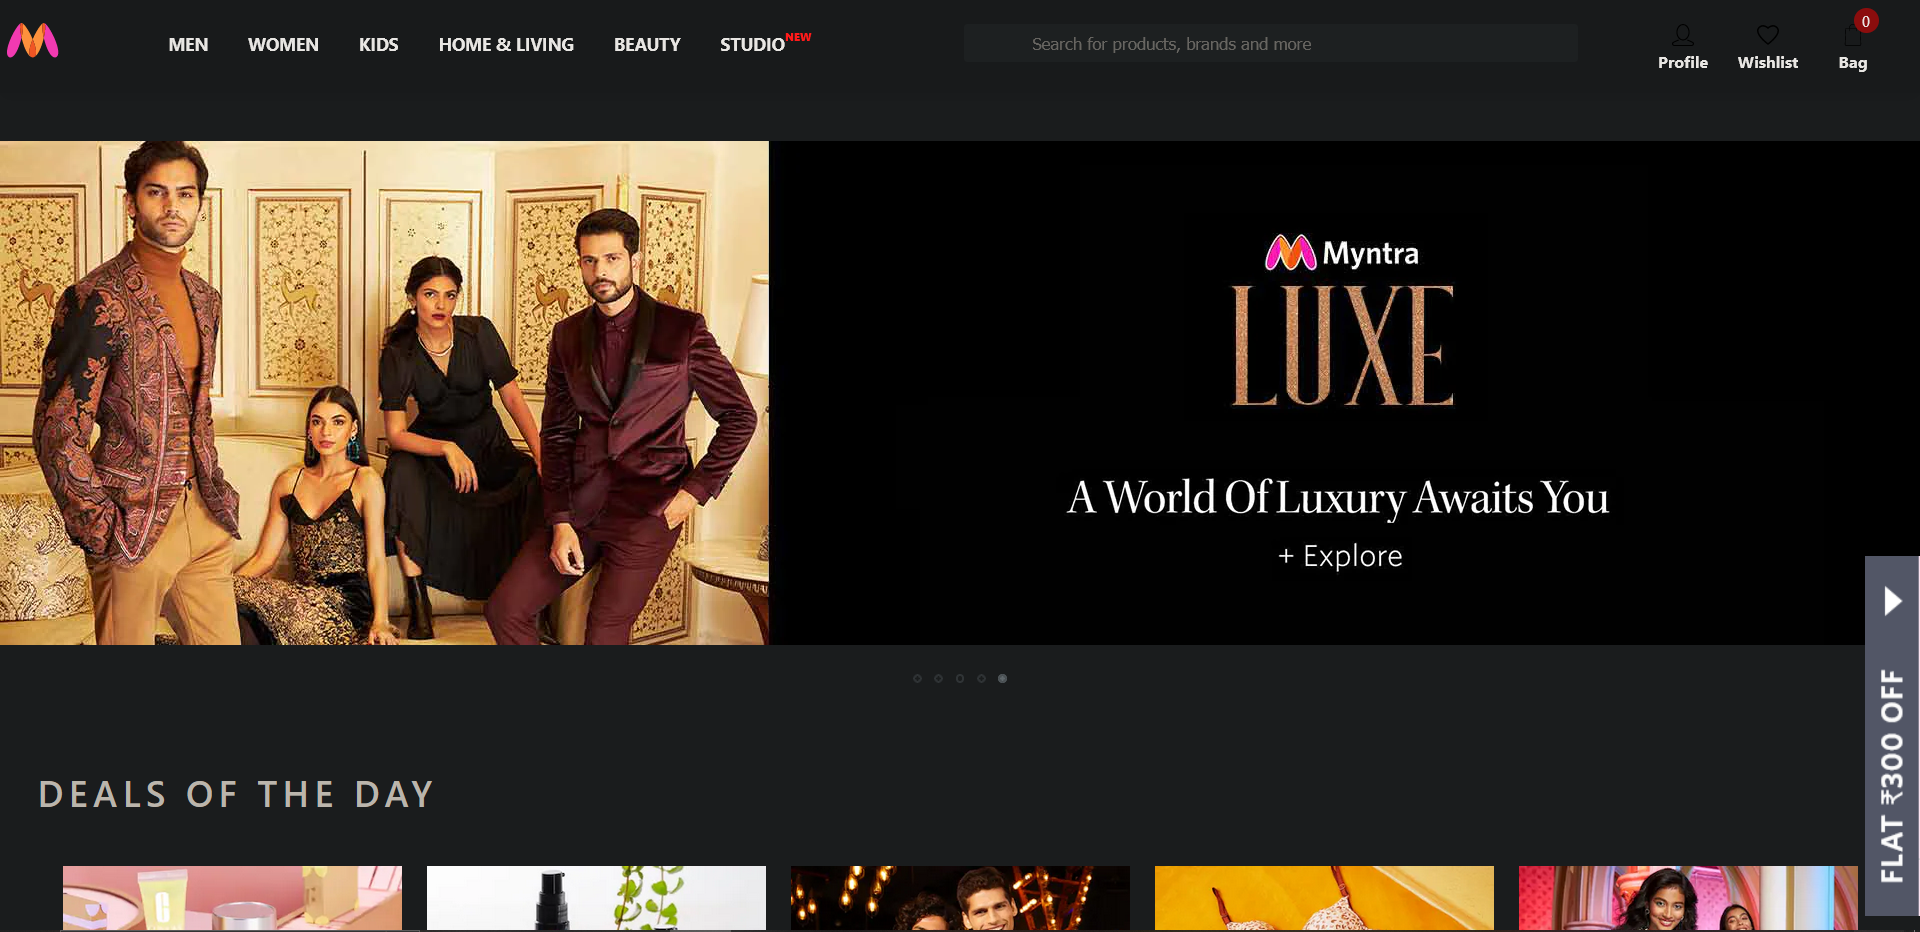 MEN
WOMEN
KIDS
HOME & LIVING
BEAUTY
STUDIO NEW
Search for products, brands and more
Profile
Wishlist
0
Bag
Myntra
LUXE
A World Of Luxury Awaits You
+ Explore
FLAT ₹300 OFF
DEALS OF THE DAY